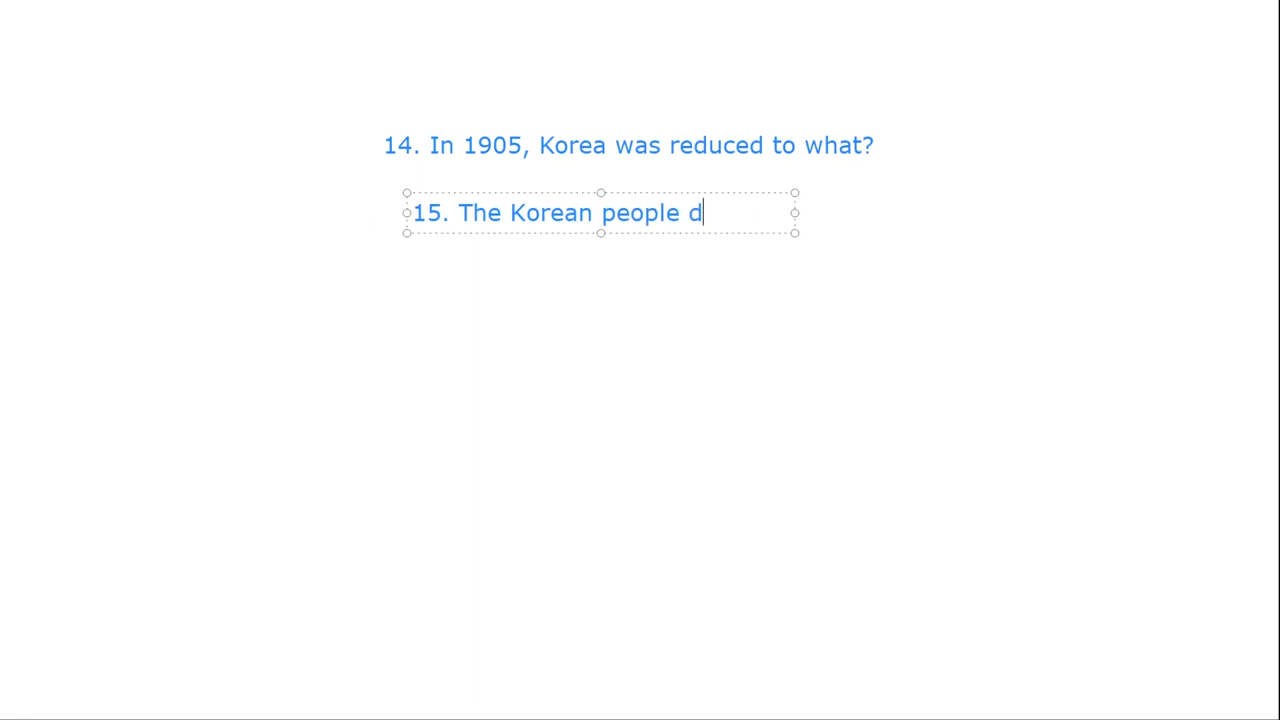 14. In 1905, Korea was reduced to what?
15. The Korean people d